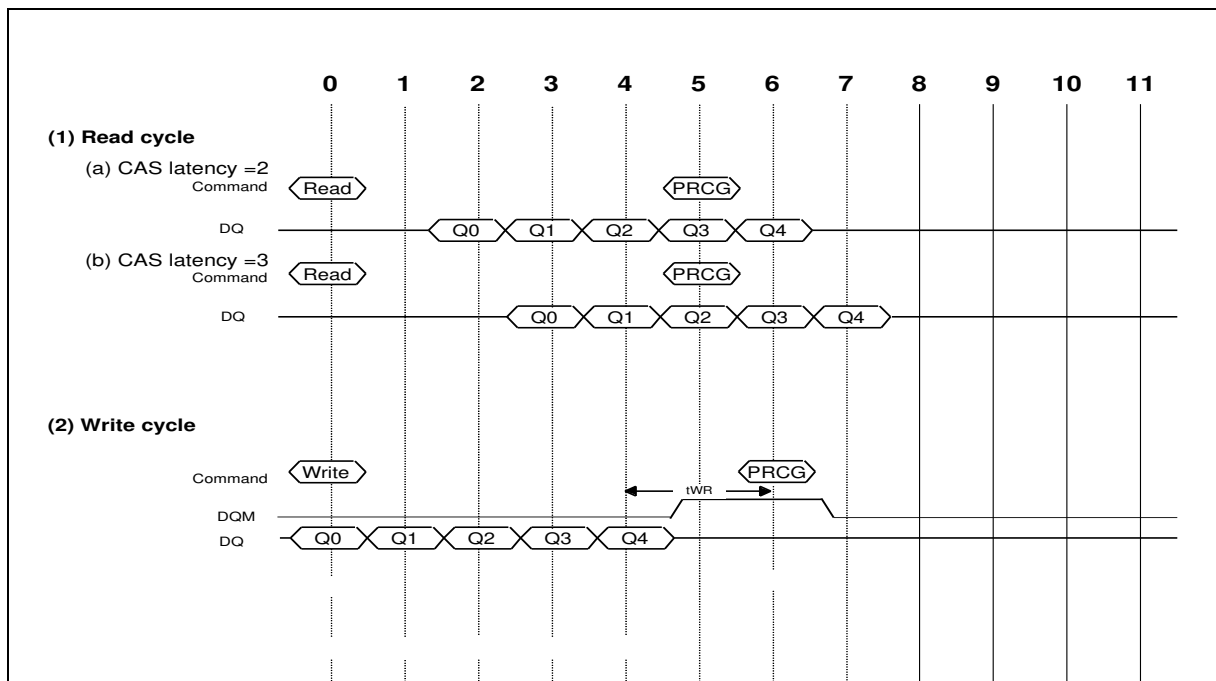 0 1 2 3 4 5 6 7 8 9 10 11
(1) Read cycle
(a) CAS latency =2
Command Read PRCG
DQ Q0 Q1 Q2 Q3 Q4
(b) CAS latency =3
Command Read PRCG
DQ Q0 Q1 Q2 Q3 Q4
(2) Write cycle
Command Write PRCG
tWR
DQM
DQ Q0 Q1 Q2 Q3 Q4